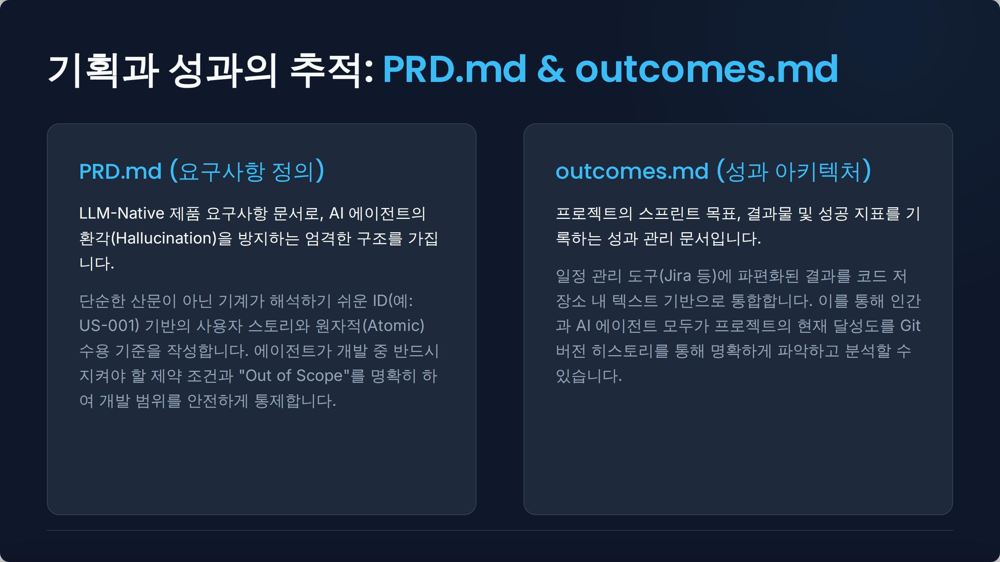 기획과 성과의 추적: PRD.md & outcomes.md
PRD.md (요구사항 정의)
LLM-Native 제품 요구사항 문서로, AI 에이전트의
환각(Hallucination)을 방지하는 엄격한 구조를 가집
니다.
단순한 산문이 아닌 기계가 해석하기 쉬운 ID(예:
US-001) 기반의 사용자 스토리와 원자적(Atomic)
수용 기준을 작성합니다. 에이전트가 개발 중 반드시
지켜야 할 제약 조건과 "Out of Scope"를 명확히 하
여 개발 범위를 안전하게 통제합니다.
outcomes.md (성과 아키텍처)
프로젝트의 스프린트 목표, 결과물 및 성공 지표를 기
록하는 성과 관리 문서입니다.
일정 관리 도구(Jira 등)에 파편화된 결과를 코드 저
장소 내 텍스트 기반으로 통합합니다. 이를 통해 인간
과 AI 에이전트 모두가 프로젝트의 현재 달성도를 Git
버전 히스토리를 통해 명확하게 파악하고 분석할 수
있습니다.